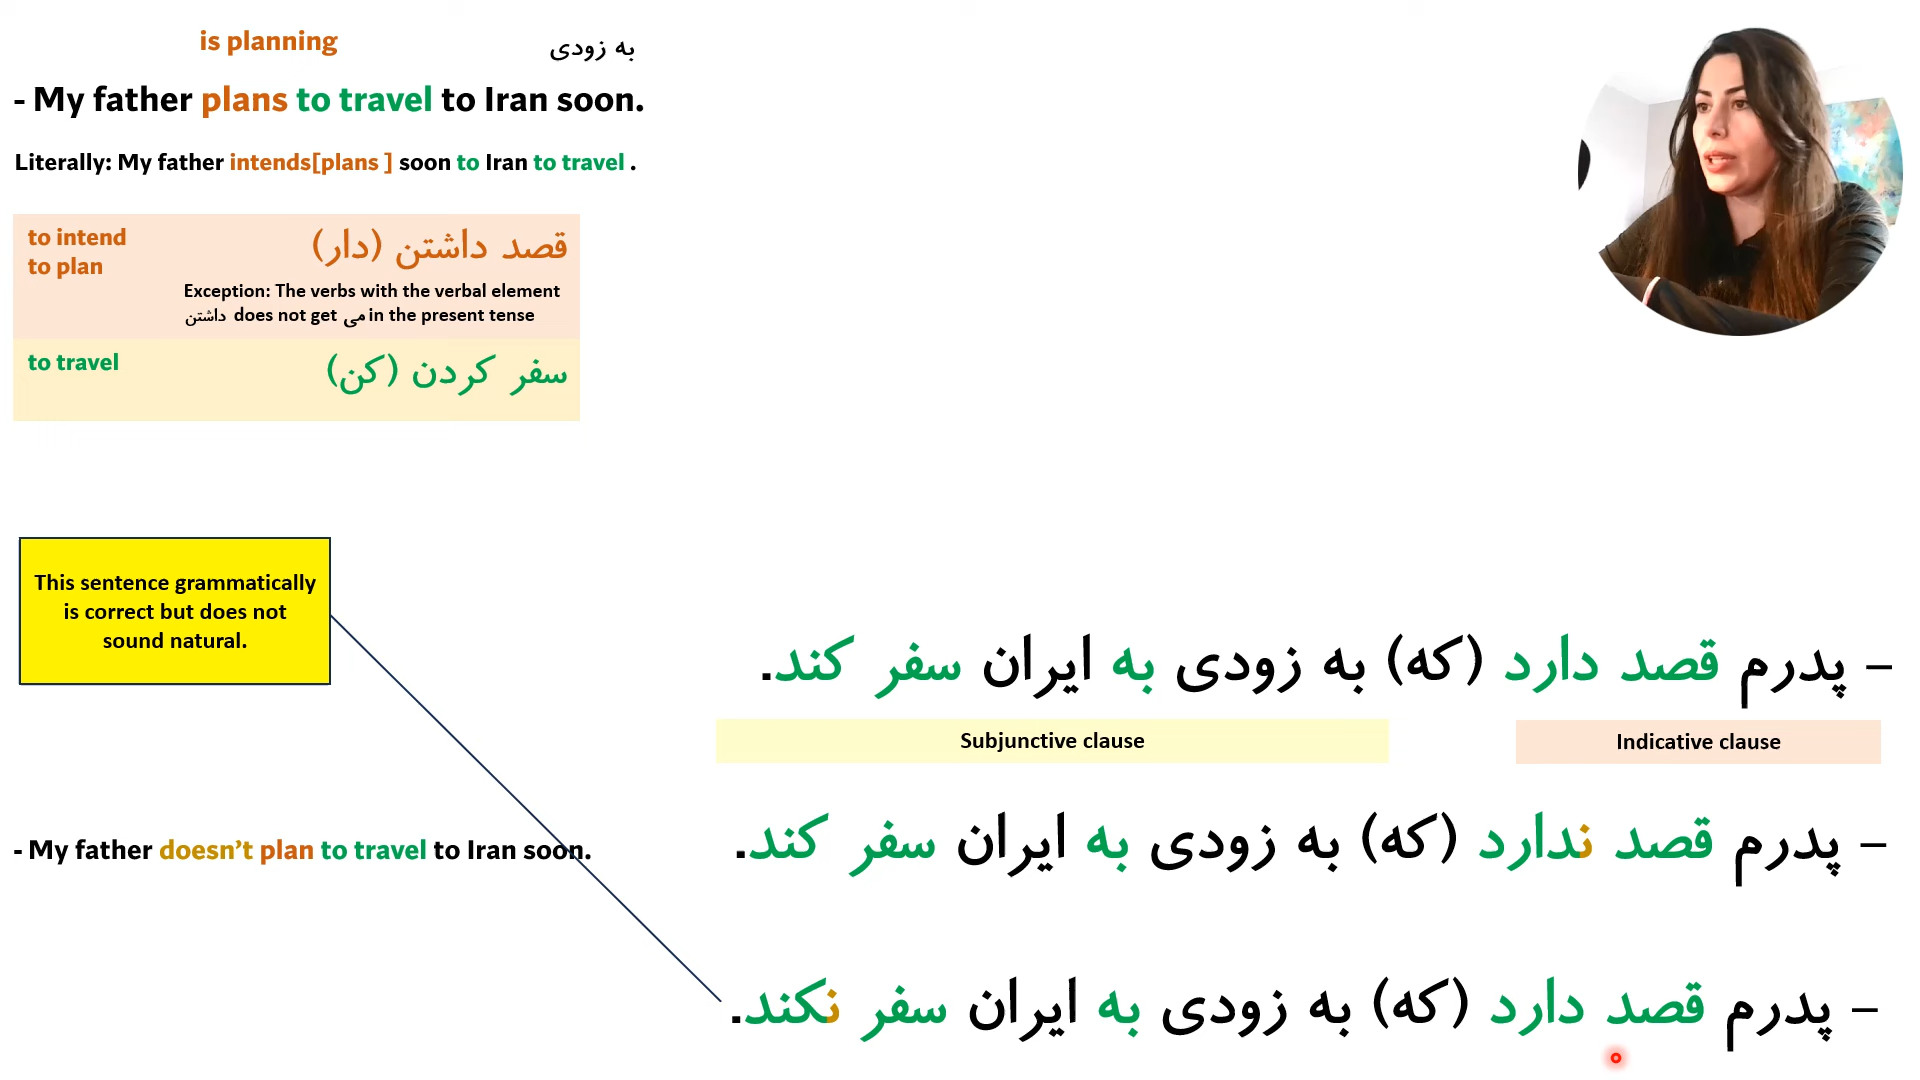 is planning
به زودی
- My father plans to travel to Iran soon.
Literally: My father intends[plans ] soon to Iran to travel .
to intend
to plan
قصد داشتن (دار)
Exception: The verbs with the verbal element
داشتن does not get می in the present tense
to travel
سفر کردن (کن)
This sentence grammatically
is correct but does not
sound natural.
– پدرم قصد دارد (که) به زودی به ایران سفر کند.
Subjunctive clause
Indicative clause
- My father doesn't plan to travel to Iran soon.
– پدرم قصد ندارد (که) به زودی به ایران سفر کند.
– پدرم قصد دارد (که) به زودی به ایران سفر نکند.